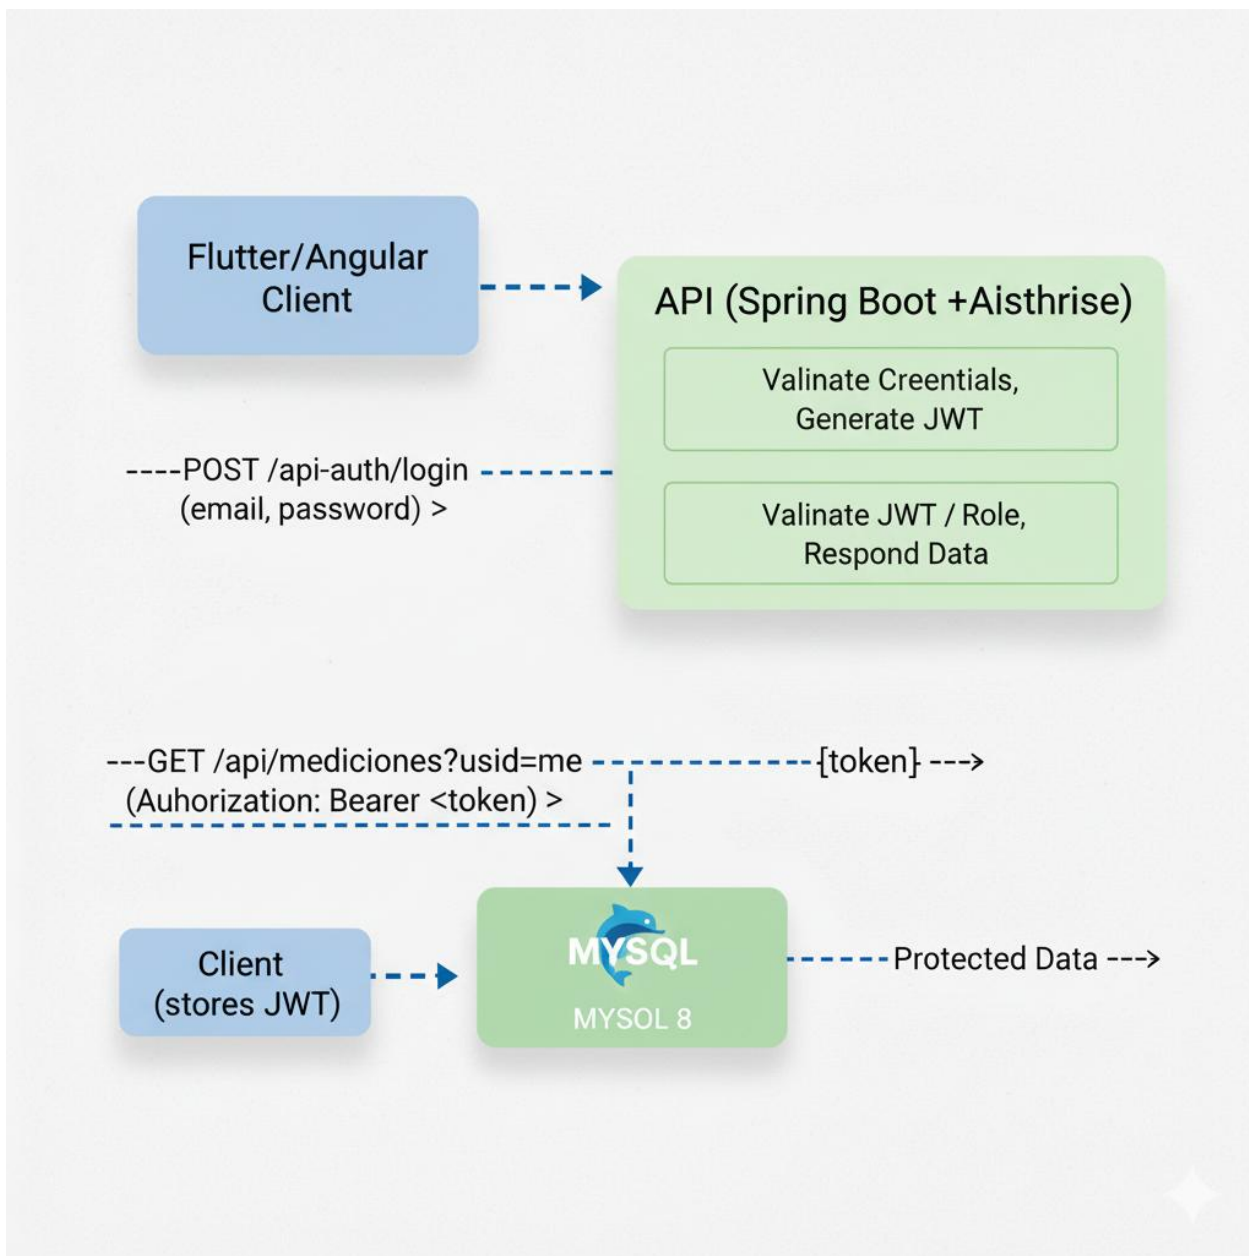 Flutter/Angular
Client
API (Spring Boot +Aisthrise)
Valinate Creentials,
Generate JWT
----POST /api-auth/login
(email, password) >
Valinate JWT / Role,
Respond Data
---GET /api/mediciones?usid=me
(Auhorization: Bearer <token) >
{token} --->
Client
(stores JWT)
MYSQL
MYSOL 8
Protected Data --->